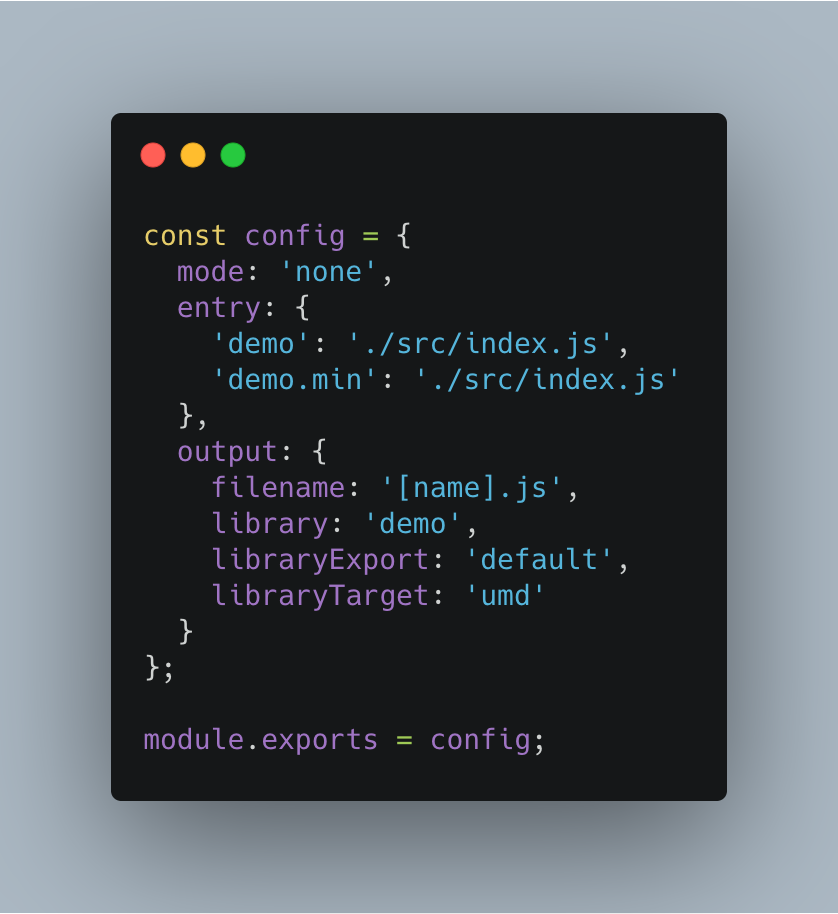 const config = {
  mode: 'none',
  entry: {
    'demo': './src/index.js',
    'demo.min': './src/index.js'
  },
  output: {
    filename: '[name].js',
    library: 'demo',
    libraryExport: 'default',
    libraryTarget: 'umd'
  }
};

module.exports = config;